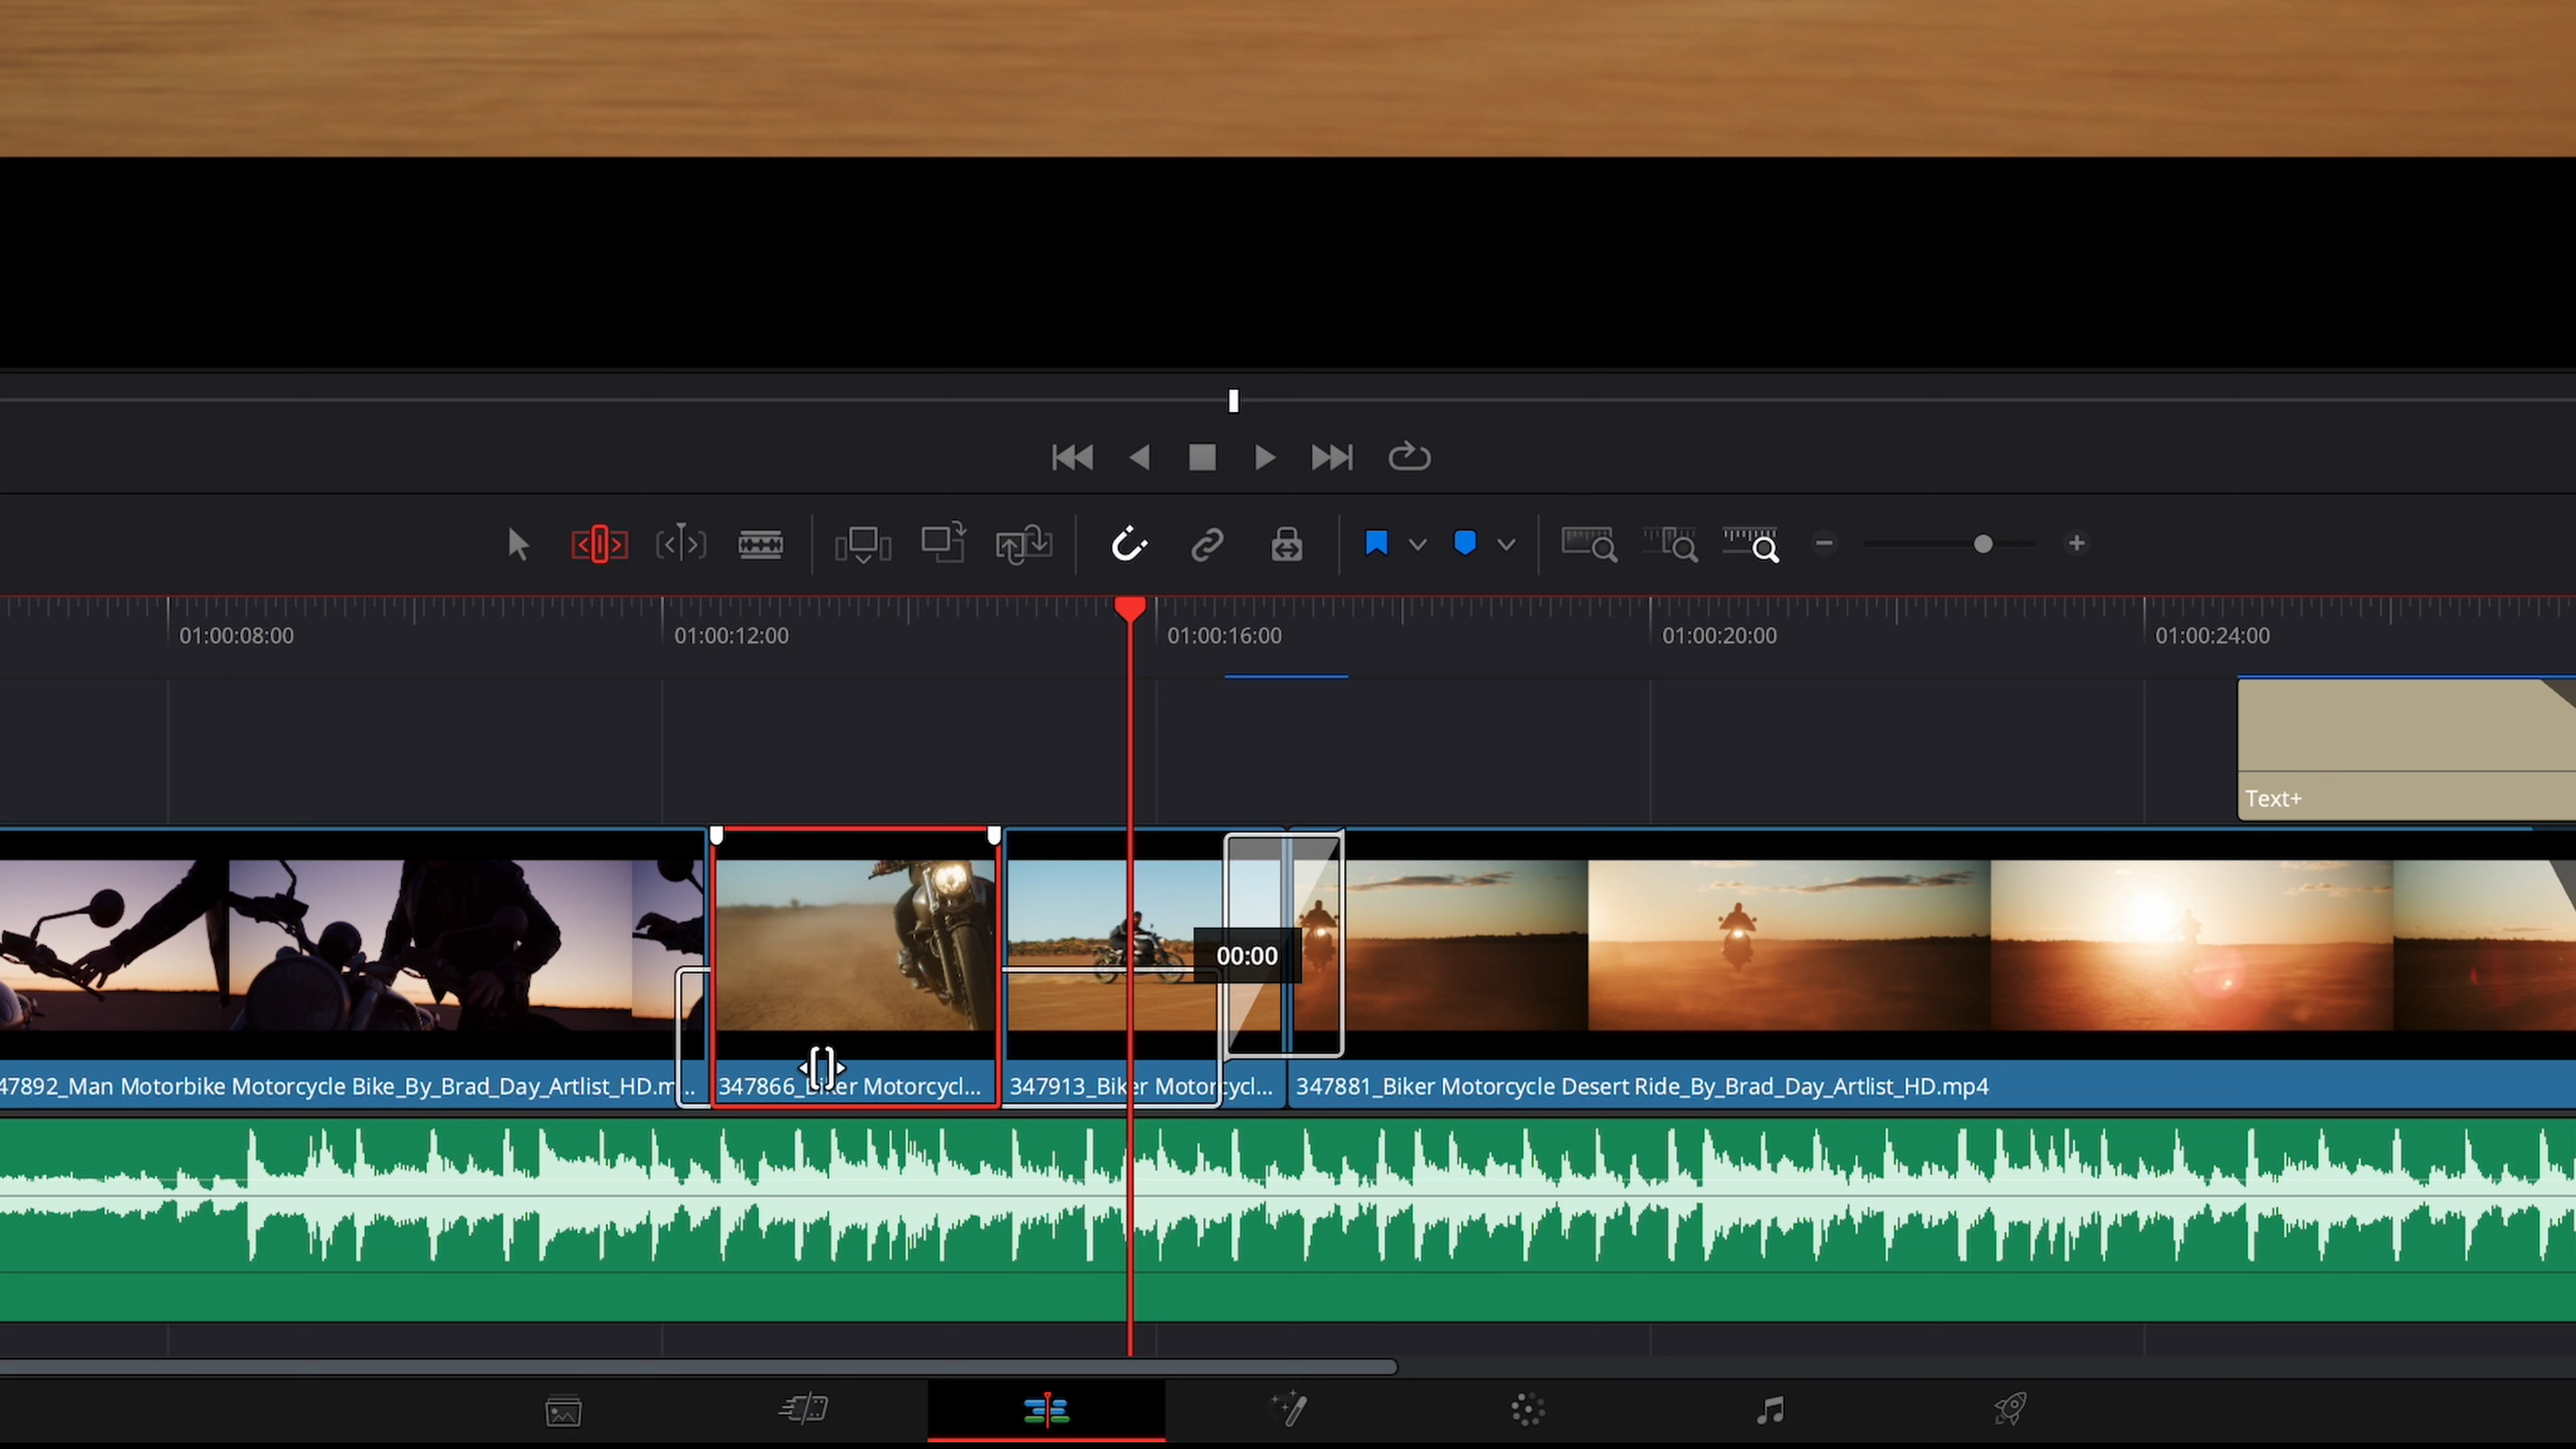 01:00:08:00
01:00:12:00
01:00:16:00
01:00:20:00
01:00:24:00
Text+
00:00
47892_Man Motorbike Motorcycle Bike_By_Brad_Day_Artlist_HD.m...
347866_Biker Motorcycl...
347913_Biker Motorcycl...
347881_Biker Motorcycle Desert Ride_By_Brad_Day_Artlist_HD.mp4